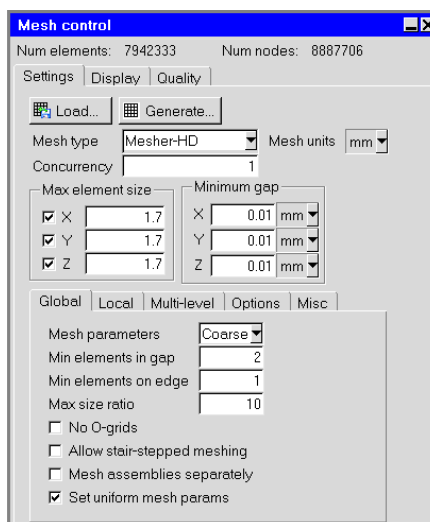 Mesh control
Num elements: 7942333 Num nodes: 8887706
Settings Display Quality
Load... Generate...
Mesh type Mesher-HD Mesh units mm
Concurrency 1
Max element size Minimum gap
X 1.7 X 0.01 mm
Y 1.7 Y 0.01 mm
Z 1.7 Z 0.01 mm
Global Local Multi-level Options Misc
Mesh parameters Coarse
Min elements in gap 2
Min elements on edge 1
Max size ratio 10
No O-grids
Allow stair-stepped meshing
Mesh assemblies separately
Set uniform mesh params